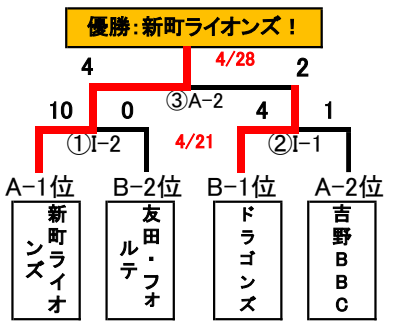 優勝：新町ライオンズ！
4 4/28 2
③A-2
10 0 4 1
①I-2 4/21 ②I-1
A-1位 B-2位 B-1位 A-2位
新町ライオンズ
友田・フォルテ
ドラゴンズ
吉野BBC